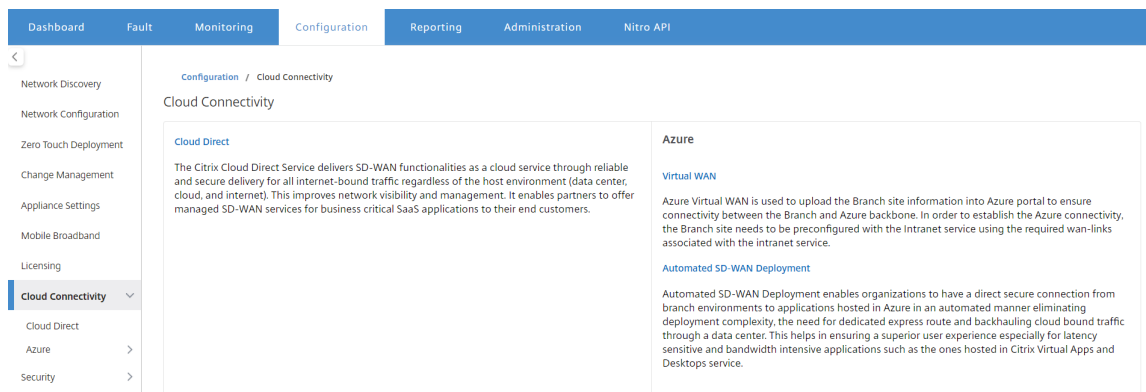 Dashboard Fault Monitoring Configuration Reporting Administration Nitro API
Network Discovery
Network Configuration
Zero Touch Deployment
Change Management
Appliance Settings
Mobile Broadband
Licensing
Cloud Connectivity
Cloud Direct
Azure
Security
Configuration / Cloud Connectivity
Cloud Connectivity
Cloud Direct
The Citrix Cloud Direct Service delivers SD-WAN functionalities as a cloud service through reliable
and secure delivery for all internet-bound traffic regardless of the host environment (data center,
cloud, and internet). This improves network visibility and management. It enables partners to offer
managed SD-WAN services for business critical SaaS applications to their end customers.
Azure
Virtual WAN
Azure Virtual WAN is used to upload the Branch site information into Azure portal to ensure
connectivity between the Branch and Azure backbone. In order to establish the Azure connectivity,
the Branch site needs to be preconfigured with the Intranet service using the required wan-links
associated with the intranet service.
Automated SD-WAN Deployment
Automated SD-WAN Deployment enables organizations to have a direct secure connection from
branch environments to applications hosted in Azure in an automated manner eliminating
deployment complexity, the need for dedicated express route and backhauling cloud bound traffic
through a data center. This helps in ensuring a superior user experience especially for latency
sensitive and bandwidth intensive applications such as the ones hosted in Citrix Virtual Apps and
Desktops service.